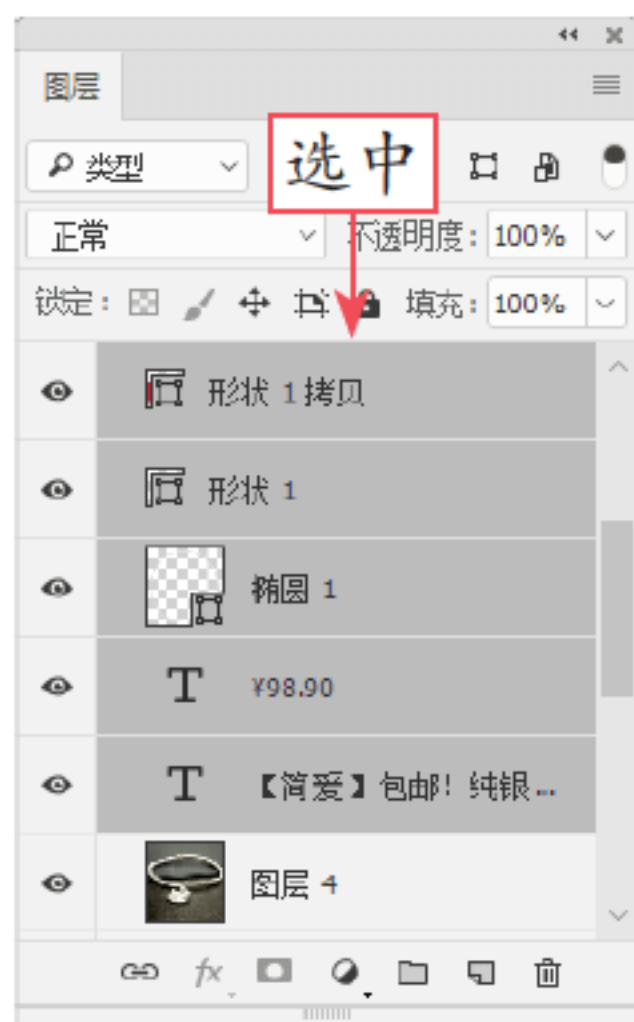 图层
类型
选中
正常
不透明度: 100%
锁定:
填充: 100%
形状 1 拷贝
形状 1
椭圆 1
T
¥98.90
T
【简爱】包邮! 纯银...
图层 4
fx